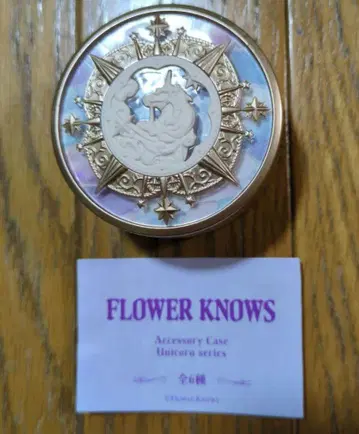 FLOWER KNOWS
Accessory Case
Unicorn series
全6種
©Flower Knows